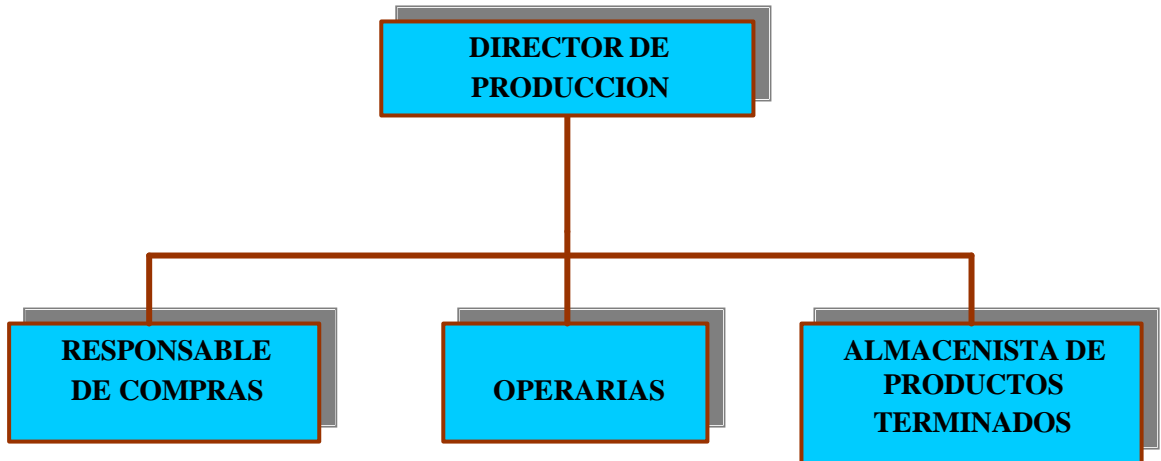 DIRECTOR DE
PRODUCCION
RESPONSABLE
DE COMPRAS
OPERARIAS
ALMACENISTA DE
PRODUCTOS
TERMINADOS